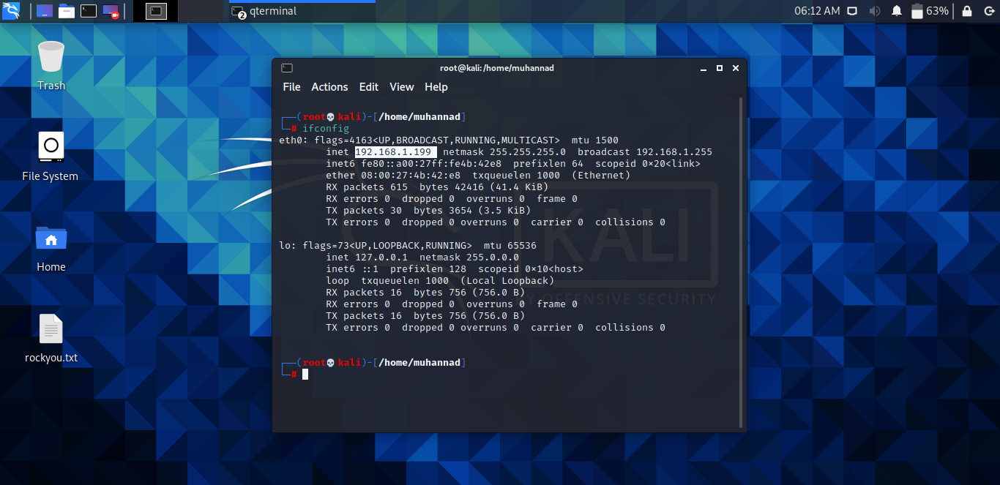 2 qterminal
06:12 AM
63%
Trash
File System
Home
rockyou.txt
root@kali:/home/muhannad
File Actions Edit View Help
┌──(root💀kali)-[/home/muhannad]
└─# ifconfig
eth0: flags=4163<UP,BROADCAST,RUNNING,MULTICAST>  mtu 1500
        inet 192.168.1.199  netmask 255.255.255.0  broadcast 192.168.1.255
        inet6 fe80::a00:27ff:fe4b:42e8  prefixlen 64  scopeid 0×20<link>
        ether 08:00:27:4b:42:e8  txqueuelen 1000  (Ethernet)
        RX packets 615  bytes 42416 (41.4 KiB)
        RX errors 0  dropped 0  overruns 0  frame 0
        TX packets 30  bytes 3654 (3.5 KiB)
        TX errors 0  dropped 0 overruns 0  carrier 0  collisions 0
lo: flags=73<UP,LOOPBACK,RUNNING>  mtu 65536
        inet 127.0.0.1  netmask 255.0.0.0
        inet6 ::1  prefixlen 128  scopeid 0×10<host>
        loop  txqueuelen 1000  (Local Loopback)
        RX packets 16  bytes 756 (756.0 B)
        RX errors 0  dropped 0  overruns 0  frame 0
        TX packets 16  bytes 756 (756.0 B)
        TX errors 0  dropped 0 overruns 0  carrier 0  collisions 0
┌──(root💀kali)-[/home/muhannad]
└─#
KALI
BY OFFENSIVE SECURITY